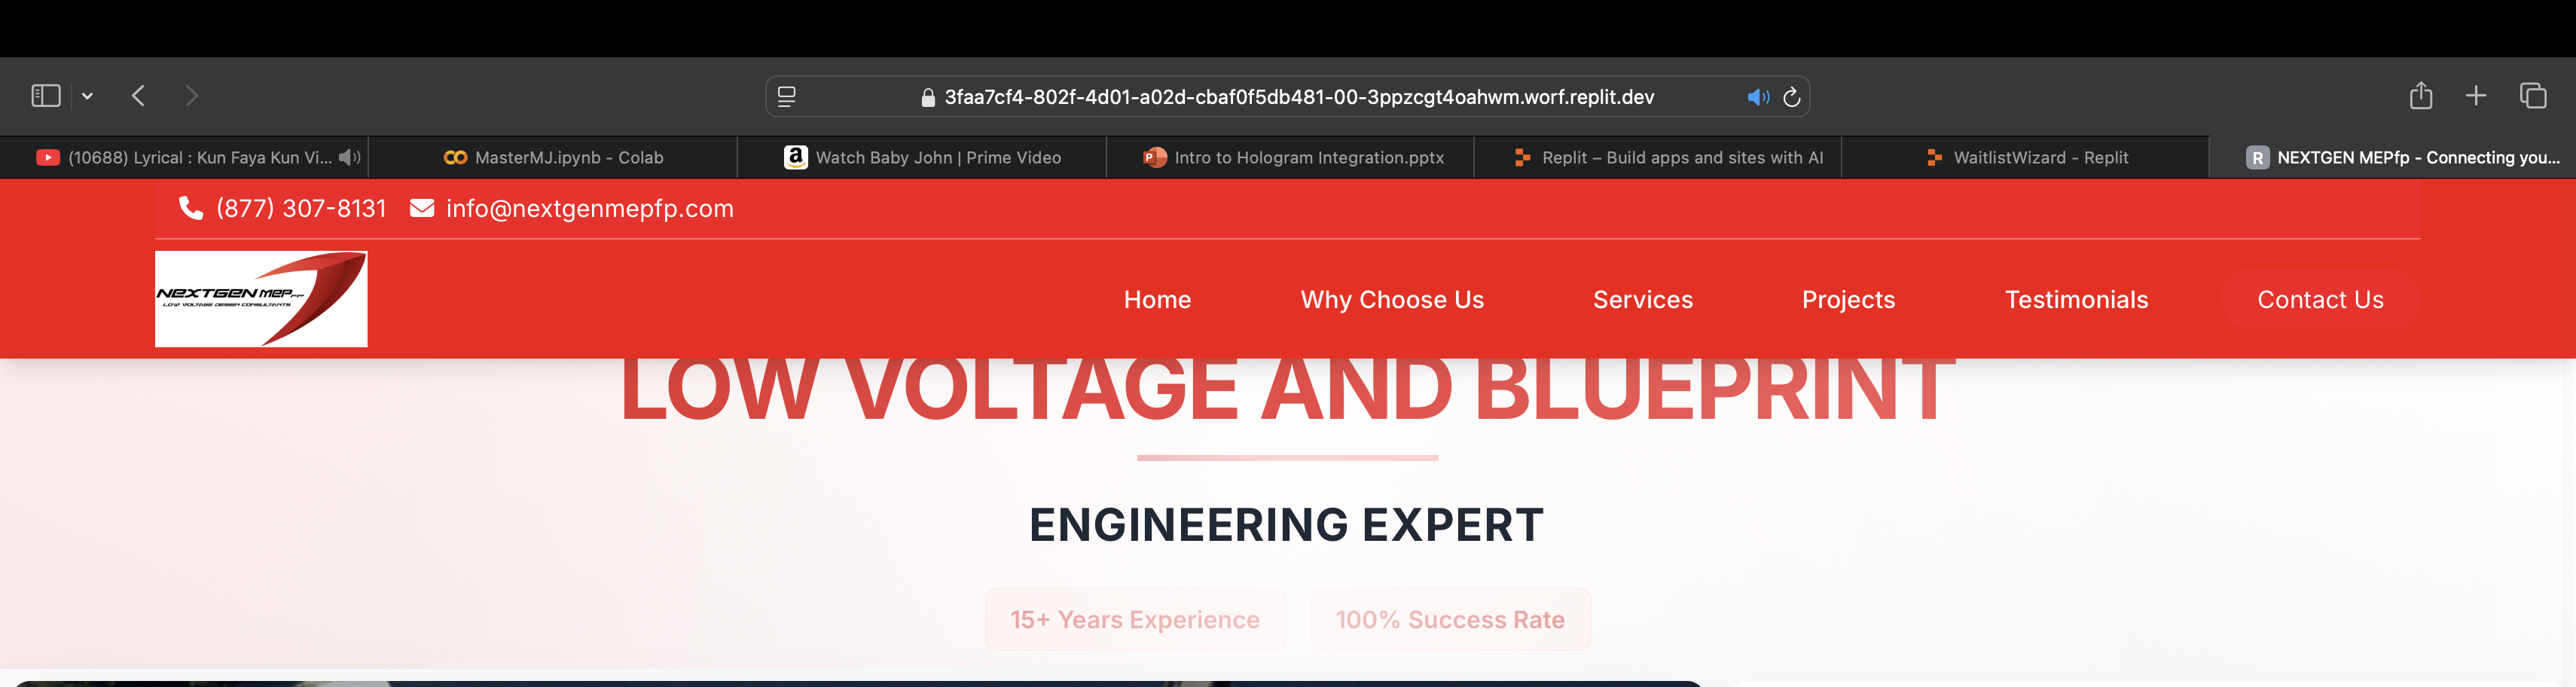 3faa7cf4-802f-4d01-a02d-cbaf0f5db481-00-3ppzcgt4oahwm.worf.replit.dev
(10688) Lyrical : Kun Faya Kun Vi...
MasterMJ.ipynb - Colab
Watch Baby John | Prime Video
Intro to Hologram Integration.pptx
Replit – Build apps and sites with AI
WaitlistWizard - Replit
R NEXTGEN MEPfp - Connecting you...
(877) 307-8131 info@nextgenmepfp.com
NEXTGEN MEPFP
LOW VOLTAGE DESIGN CONSULTANTS
Home
Why Choose Us
Services
Projects
Testimonials
Contact Us
LOW VOLTAGE AND BLUEPRINT
ENGINEERING EXPERT
15+ Years Experience
100% Success Rate